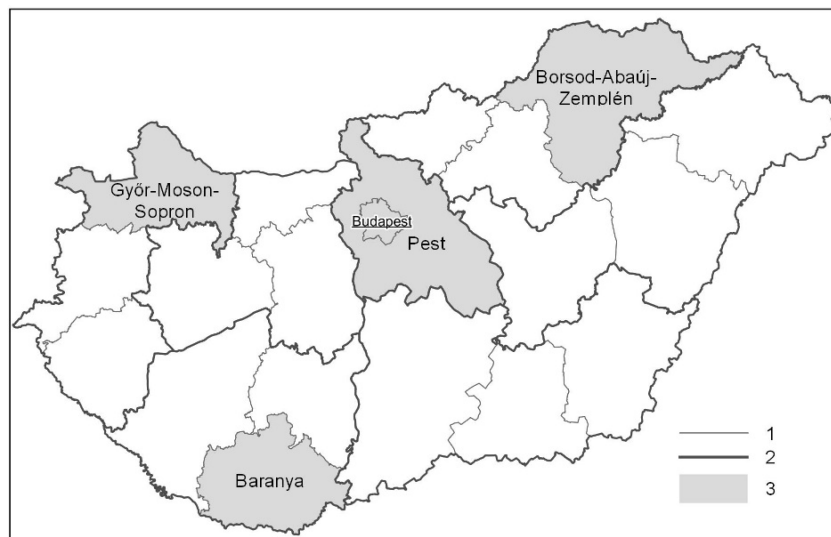 Borsod-Abaúj-
Zemplén
Győr-Moson-
Sopron
Budapest
Pest
Baranya
1
2
3